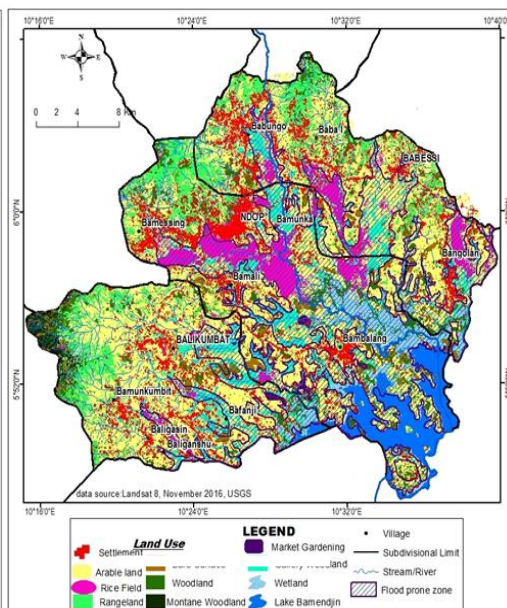 10°16'0"E 10°24'0"E 10°32'0"E 10°40'0"E
N
W E
S
0 2 4 8 Km
Babungo
Baba I
BABESSI
6°0'0"N
Bamessing
NDOP
Bamunka
Bangolan
Bamali
BALIKUMBAT
Bambalang
5°52'0"N
Bamunkumbit
Bafanji
Baligasin
Baliganshu
data source:Landsat 8, November 2016, USGS
10°16'0"E 10°24'0"E 10°32'0"E
LEGEND
Land Use
Settlement
Arable land
Rice Field
Rangeland
Woodland
Montane Woodland
Market Gardening
Wetland
Lake Bamendjin
Village
Subdivisional Limit
Stream/River
Flood prone zone